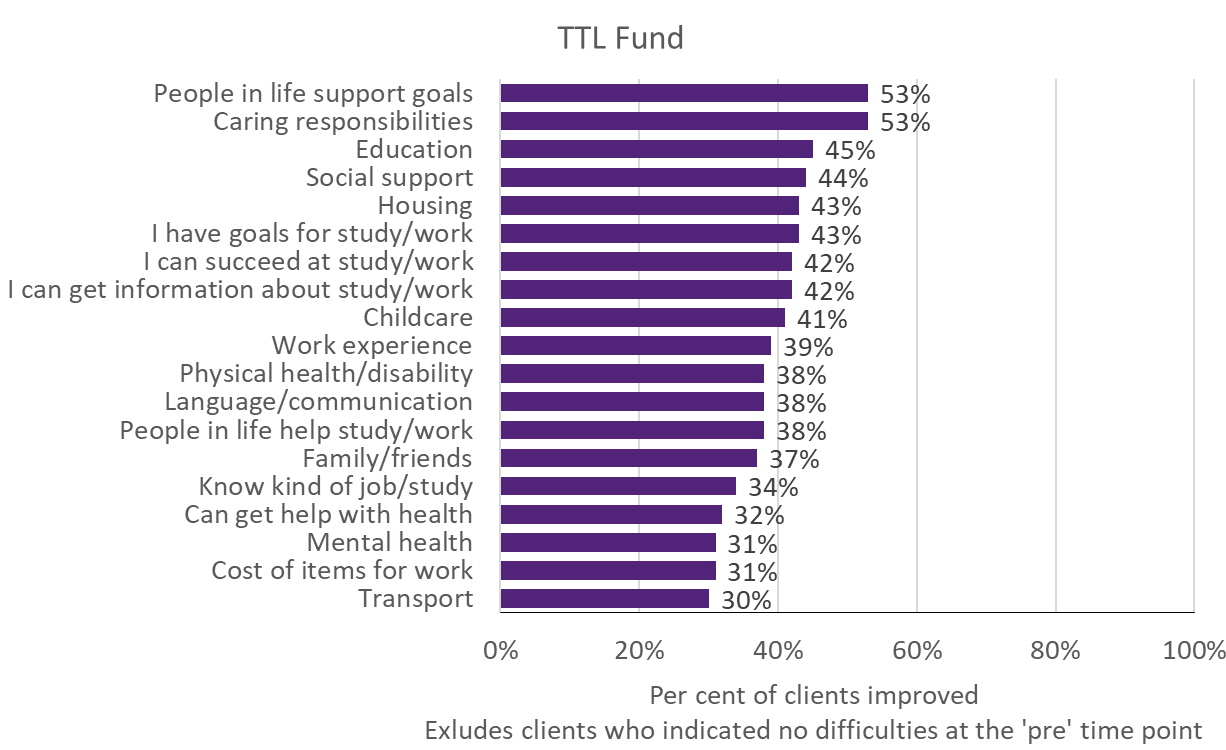 TTL Fund
People in life support goals 53%
Caring responsibilities 53%
Education 45%
Social support 44%
Housing 43%
I have goals for study/work 43%
I can succeed at study/work 42%
I can get information about study/work 42%
Childcare 41%
Work experience 39%
Physical health/disability 38%
Language/communication 38%
People in life help study/work 38%
Family/friends 37%
Know kind of job/study 34%
Can get help with health 32%
Mental health 31%
Cost of items for work 31%
Transport 30%
0% 20% 40% 60% 80% 100%
Per cent of clients improved
Exludes clients who indicated no difficulties at the 'pre' time point